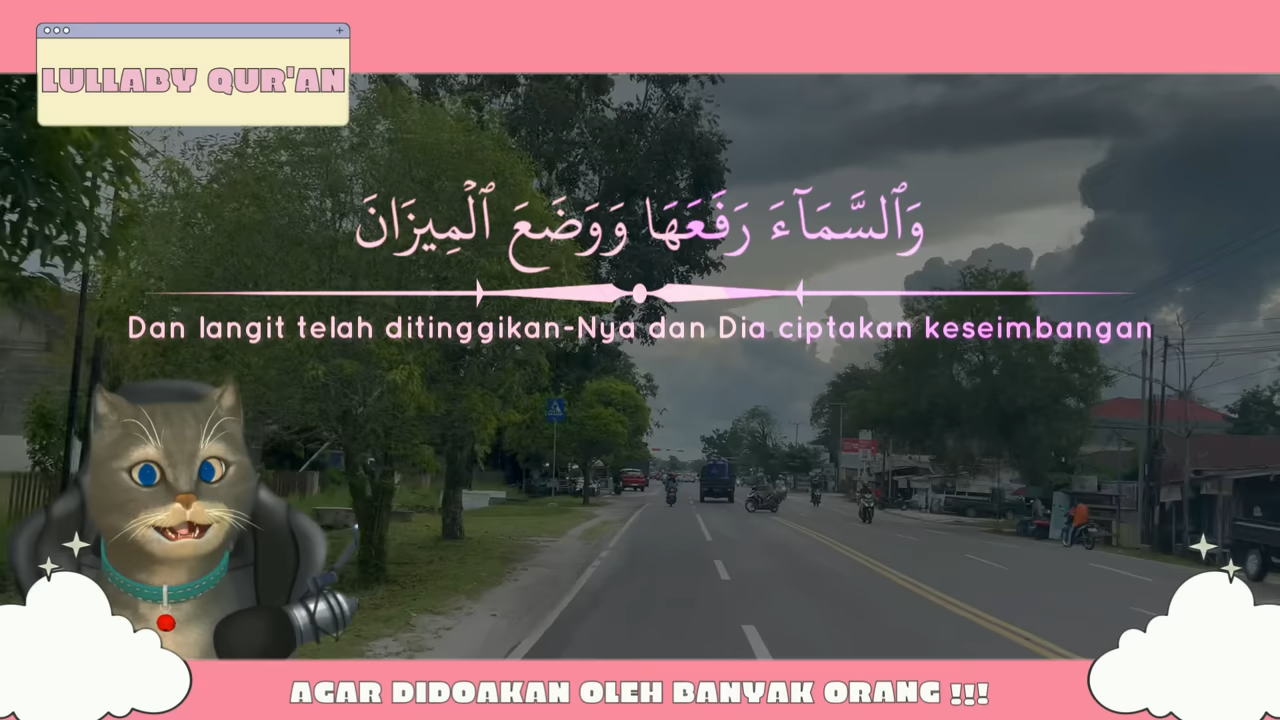 LULLABY QUR'AN
وَٱلسَّمَآءَ رَفَعَهَا وَوَضَعَ ٱلْمِيزَانَ
Dan langit telah ditinggikan-Nya dan Dia ciptakan keseimbangan
AGAR DIDOAKAN OLEH BANYAK ORANG !!!